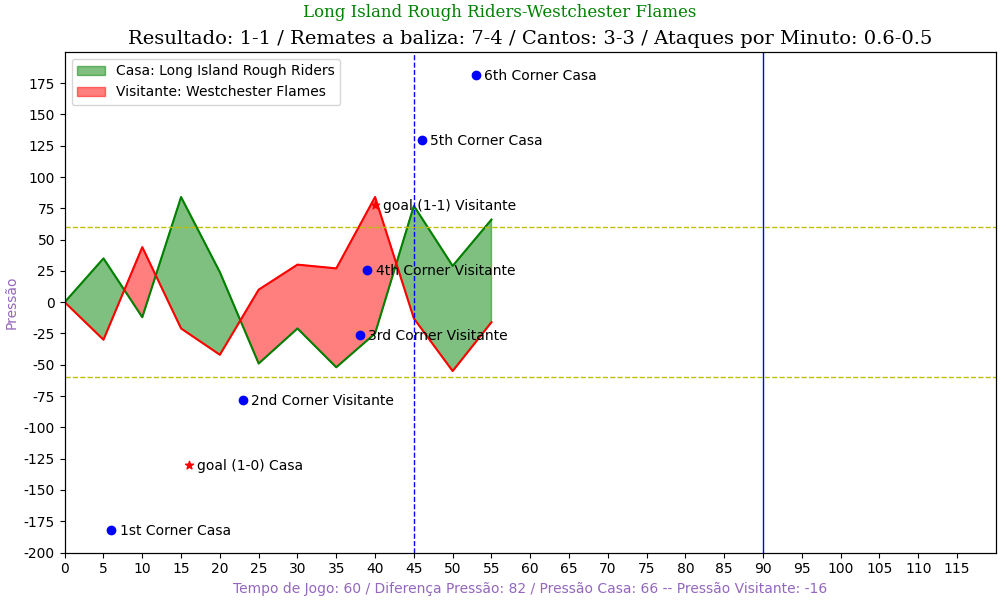 Long Island Rough Riders-Westchester Flames
Resultado: 1-1 / Remates a baliza: 7-4 / Cantos: 3-3 / Ataques por Minuto: 0.6-0.5
Casa: Long Island Rough Riders
Visitante: Westchester Flames
6th Corner Casa
5th Corner Casa
goal (1-1) Visitante
4th Corner Visitante
3rd Corner Visitante
2nd Corner Visitante
goal (1-0) Casa
1st Corner Casa
Pressão
175
150
125
100
75
50
25
0
-25
-50
-75
-100
-125
-150
-175
-200
0 5 10 15 20 25 30 35 40 45 50 55 60 65 70 75 80 85 90 95 100 105 110 115
Tempo de Jogo: 60 / Diferença Pressão: 82 / Pressão Casa: 66 -- Pressão Visitante: -16